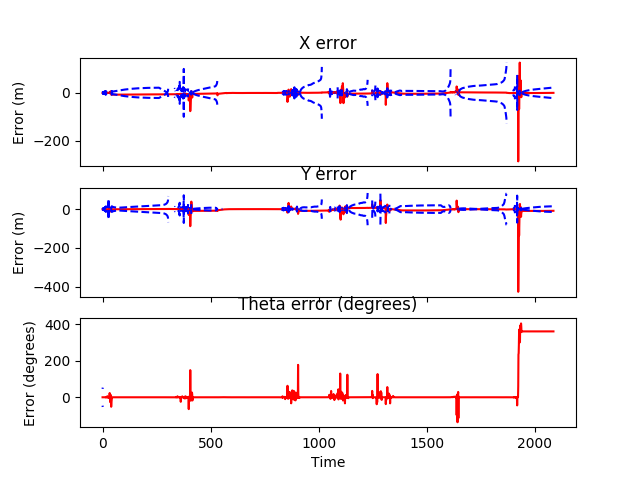 X error
Error (m)
0
−200
Y error
Error (m)
0
−200
−400
Theta error (degrees)
Error (degrees)
400
200
0
0
500
1000
1500
2000
Time